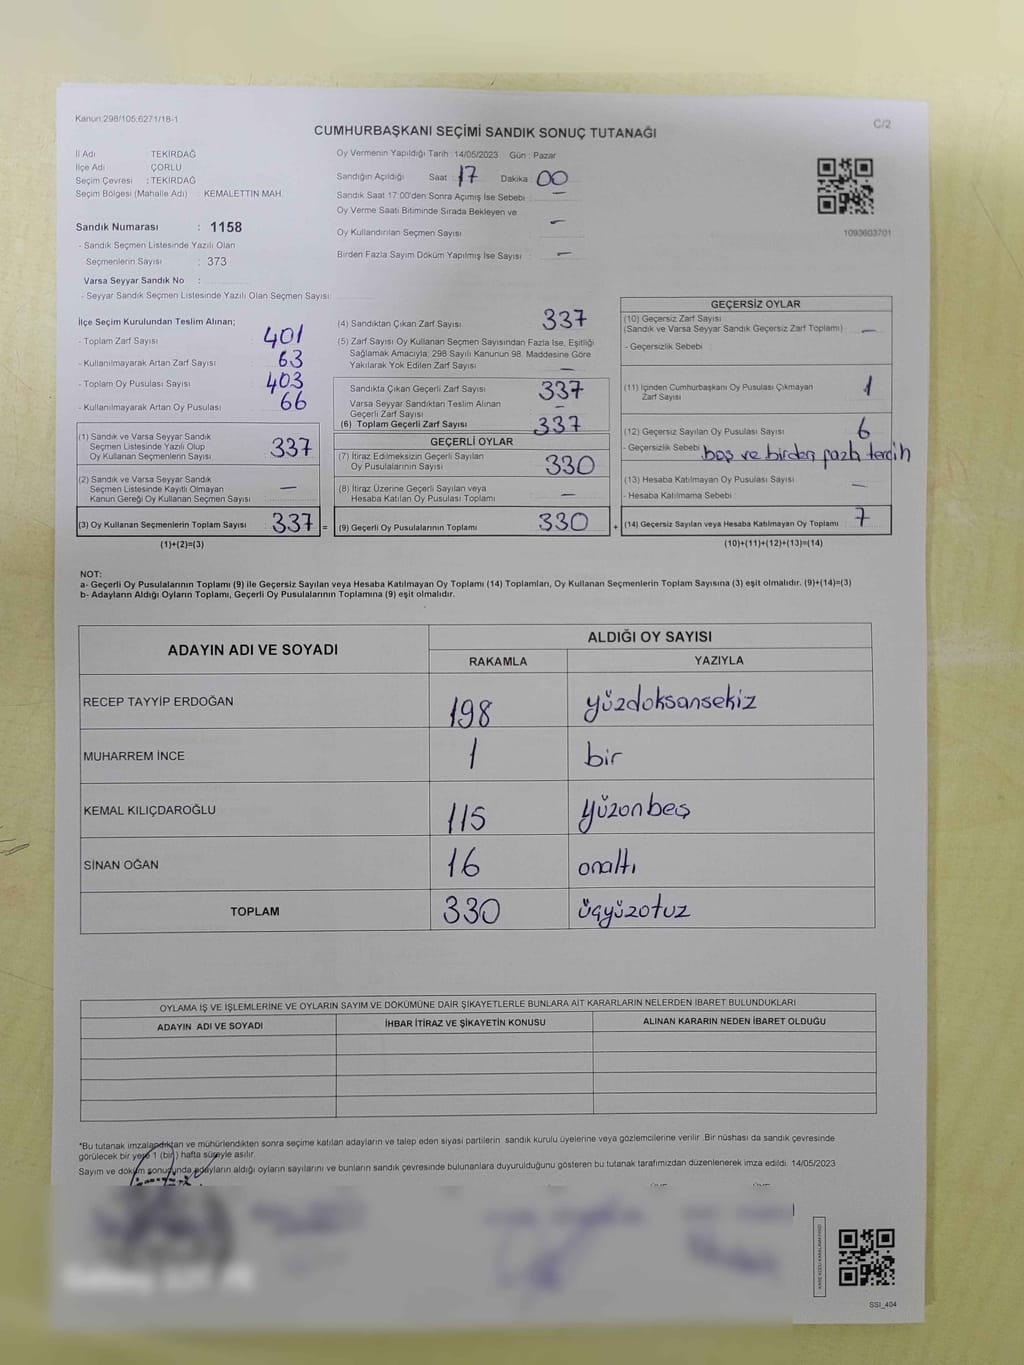 Kanun:298/105;6271/18-1
C/2
CUMHURBAŞKANI SEÇİMİ SANDIK SONUÇ TUTANAĞI
İl Adı : TEKİRDAĞ
İlçe Adı : ÇORLU
Seçim Çevresi : TEKİRDAĞ
Seçim Bölgesi (Mahalle Adı) : KEMALETTİN MAH.
Sandık Numarası : 1158
- Sandık Seçmen Listesinde Yazılı Olan
Seçmenlerin Sayısı : 373
Varsa Seyyar Sandık No :
- Seyyar Sandık Seçmen Listesinde Yazılı Olan Seçmen Sayısı:
Oy Vermenin Yapıldığı Tarih : 14/05/2023 Gün : Pazar
Sandığın Açıldığı Saat : 17 Dakika 00
Sandık Saat 17:00'den Sonra Açımış İse Sebebi : —
Oy Verme Saati Bitiminde Sırada Bekleyen ve
Oy Kullandırılan Seçmen Sayısı : —
Birden Fazla Sayım Döküm Yapılmış İse Sayısı : —
1093603701
İlçe Seçim Kurulundan Teslim Alınan;
- Toplam Zarf Sayısı : 401
- Kullanılmayarak Artan Zarf Sayısı : 63
- Toplam Oy Pusulası Sayısı : 403
- Kullanılmayarak Artan Oy Pusulası : 66
(1) Sandık ve Varsa Seyyar Sandık
Seçmen Listesinde Yazılı Olup
Oy Kullanan Seçmenlerin Sayısı : 337
(2) Sandık ve Varsa Seyyar Sandık
Seçmen Listesinde Kayıtlı Olmayan
Kanun Gereği Oy Kullanan Seçmen Sayısı : —
(3) Oy Kullanan Seçmenlerin Toplam Sayısı : 337 =
(1)+(2)=(3)
(4) Sandıktan Çıkan Zarf Sayısı : 337
(5) Zarf Sayısı Oy Kullanan Seçmen Sayısından Fazla İse, Eşitliği
Sağlamak Amacıyla; 298 Sayılı Kanunun 98. Maddesine Göre
Yakılarak Yok Edilen Zarf Sayısı : —
Sandıkta Çıkan Geçerli Zarf Sayısı : 337
Varsa Seyyar Sandıktan Teslim Alınan
Geçerli Zarf Sayısı : —
(6) Toplam Geçerli Zarf Sayısı : 337
GEÇERLİ OYLAR
(7) İtiraz Edilmeksizin Geçerli Sayılan
Oy Pusulalarının Sayısı : 330
(8) İtiraz Üzerine Geçerli Sayılan veya
Hesaba Katılan Oy Pusulası Toplamı : —
(9) Geçerli Oy Pusulalarının Toplamı : 330 +
GEÇERSİZ OYLAR
(10) Geçersiz Zarf Sayısı
(Sandık ve Varsa Seyyar Sandık Geçersiz Zarf Toplamı) : —
- Geçersizlik Sebebi :
(11) İçinden Cumhurbaşkanı Oy Pusulası Çıkmayan
Zarf Sayısı : 1
(12) Geçersiz Sayılan Oy Pusulası Sayısı : 6
- Geçersizlik Sebebi : boş ve birden fazla tercih
(13) Hesaba Katılmayan Oy Pusulası Sayısı : —
- Hesaba Katılmama Sebebi :
(14) Geçersiz Sayılan veya Hesaba Katılmayan Oy Toplamı : 7
(10)+(11)+(12)+(13)=(14)
NOT:
a- Geçerli Oy Pusulalarının Toplamı (9) ile Geçersiz Sayılan veya Hesaba Katılmayan Oy Toplamı (14) Toplamları, Oy Kullanan Seçmenlerin Toplam Sayısına (3) eşit olmalıdır. (9)+(14)=(3)
b- Adayların Aldığı Oyların Toplamı, Geçerli Oy Pusulalarının Toplamına (9) eşit olmalıdır.
ADAYIN ADI VE SOYADI
ALDIĞI OY SAYISI
RAKAMLA YAZIYLA
RECEP TAYYİP ERDOĞAN 198 yüzdoksansekiz
MUHARREM İNCE 1 bir
KEMAL KILIÇDAROĞLU 115 yüzonbeş
SİNAN OĞAN 16 onaltı
TOPLAM 330 üçyüzotuz
OYLAMA İŞ VE İŞLEMLERİNE VE OYLARIN SAYIM VE DÖKÜMÜNE DAİR ŞİKAYETLERLE BUNLARA AİT KARARLARIN NELERDEN İBARET BULUNDUKLARI
ADAYIN ADI VE SOYADI İHBAR İTİRAZ VE ŞİKAYETİN KONUSU ALINAN KARARIN NEDEN İBARET OLDUĞU
*Bu tutanak imzalandıktan ve mühürlendikten sonra seçime katılan adayların ve talep eden siyasi partilerin sandık kurulu üyelerine veya gözlemcilerine verilir .Bir nüshası da sandık çevresinde
görülecek bir yere 1 (bir ) hafta süreyle asılır.
Sayım ve döküm sonucunda,adayların aldığı oyların sayılarını ve bunların sandık çevresinde bulunanlara duyurulduğunu gösteren bu tutanak tarafımızdan düzenlenerek imza edildi. 14/05/2023
SSI_404